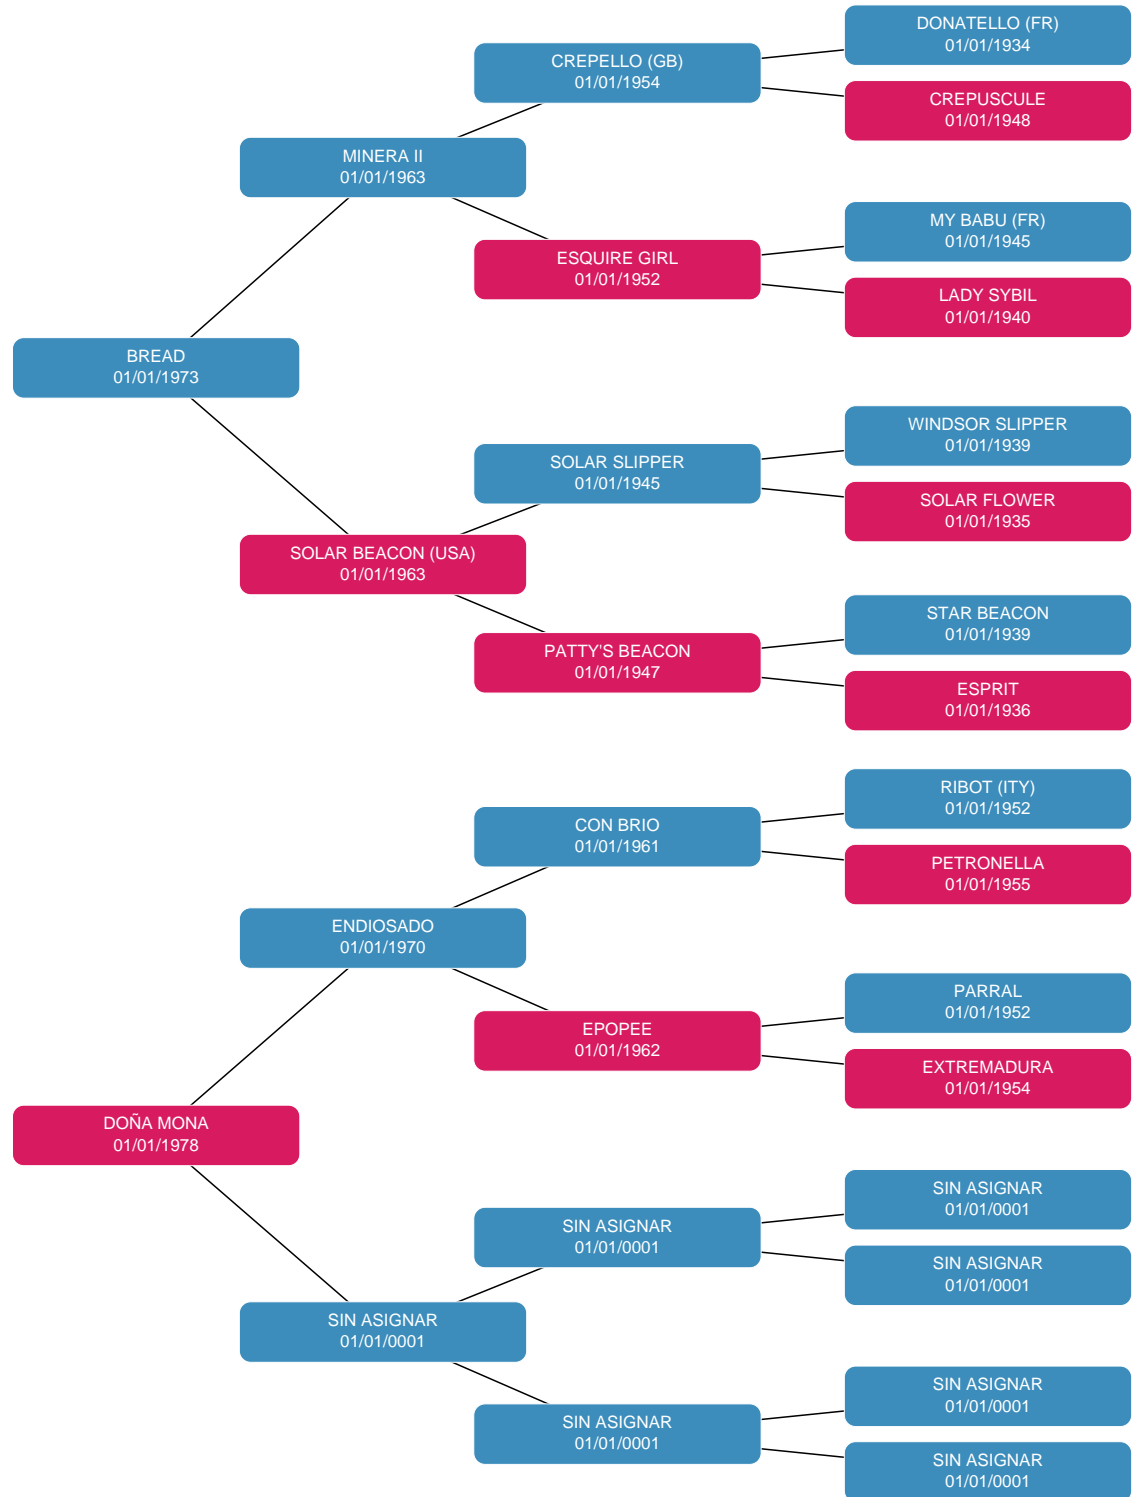 DONATELLO (FR)
01/01/1934
CREPELLO (GB)
01/01/1954
CREPUSCULE
01/01/1948
MINERA II
01/01/1963
MY BABU (FR)
01/01/1945
ESQUIRE GIRL
01/01/1952
LADY SYBIL
01/01/1940
BREAD
01/01/1973
WINDSOR SLIPPER
01/01/1939
SOLAR SLIPPER
01/01/1945
SOLAR FLOWER
01/01/1935
SOLAR BEACON (USA)
01/01/1963
STAR BEACON
01/01/1939
PATTY'S BEACON
01/01/1947
ESPRIT
01/01/1936
RIBOT (ITY)
01/01/1952
CON BRIO
01/01/1961
PETRONELLA
01/01/1955
ENDIOSADO
01/01/1970
PARRAL
01/01/1952
EPOPEE
01/01/1962
EXTREMADURA
01/01/1954
DOÑA MONA
01/01/1978
SIN ASIGNAR
01/01/0001
SIN ASIGNAR
01/01/0001
SIN ASIGNAR
01/01/0001
SIN ASIGNAR
01/01/0001
SIN ASIGNAR
01/01/0001
SIN ASIGNAR
01/01/0001
SIN ASIGNAR
01/01/0001